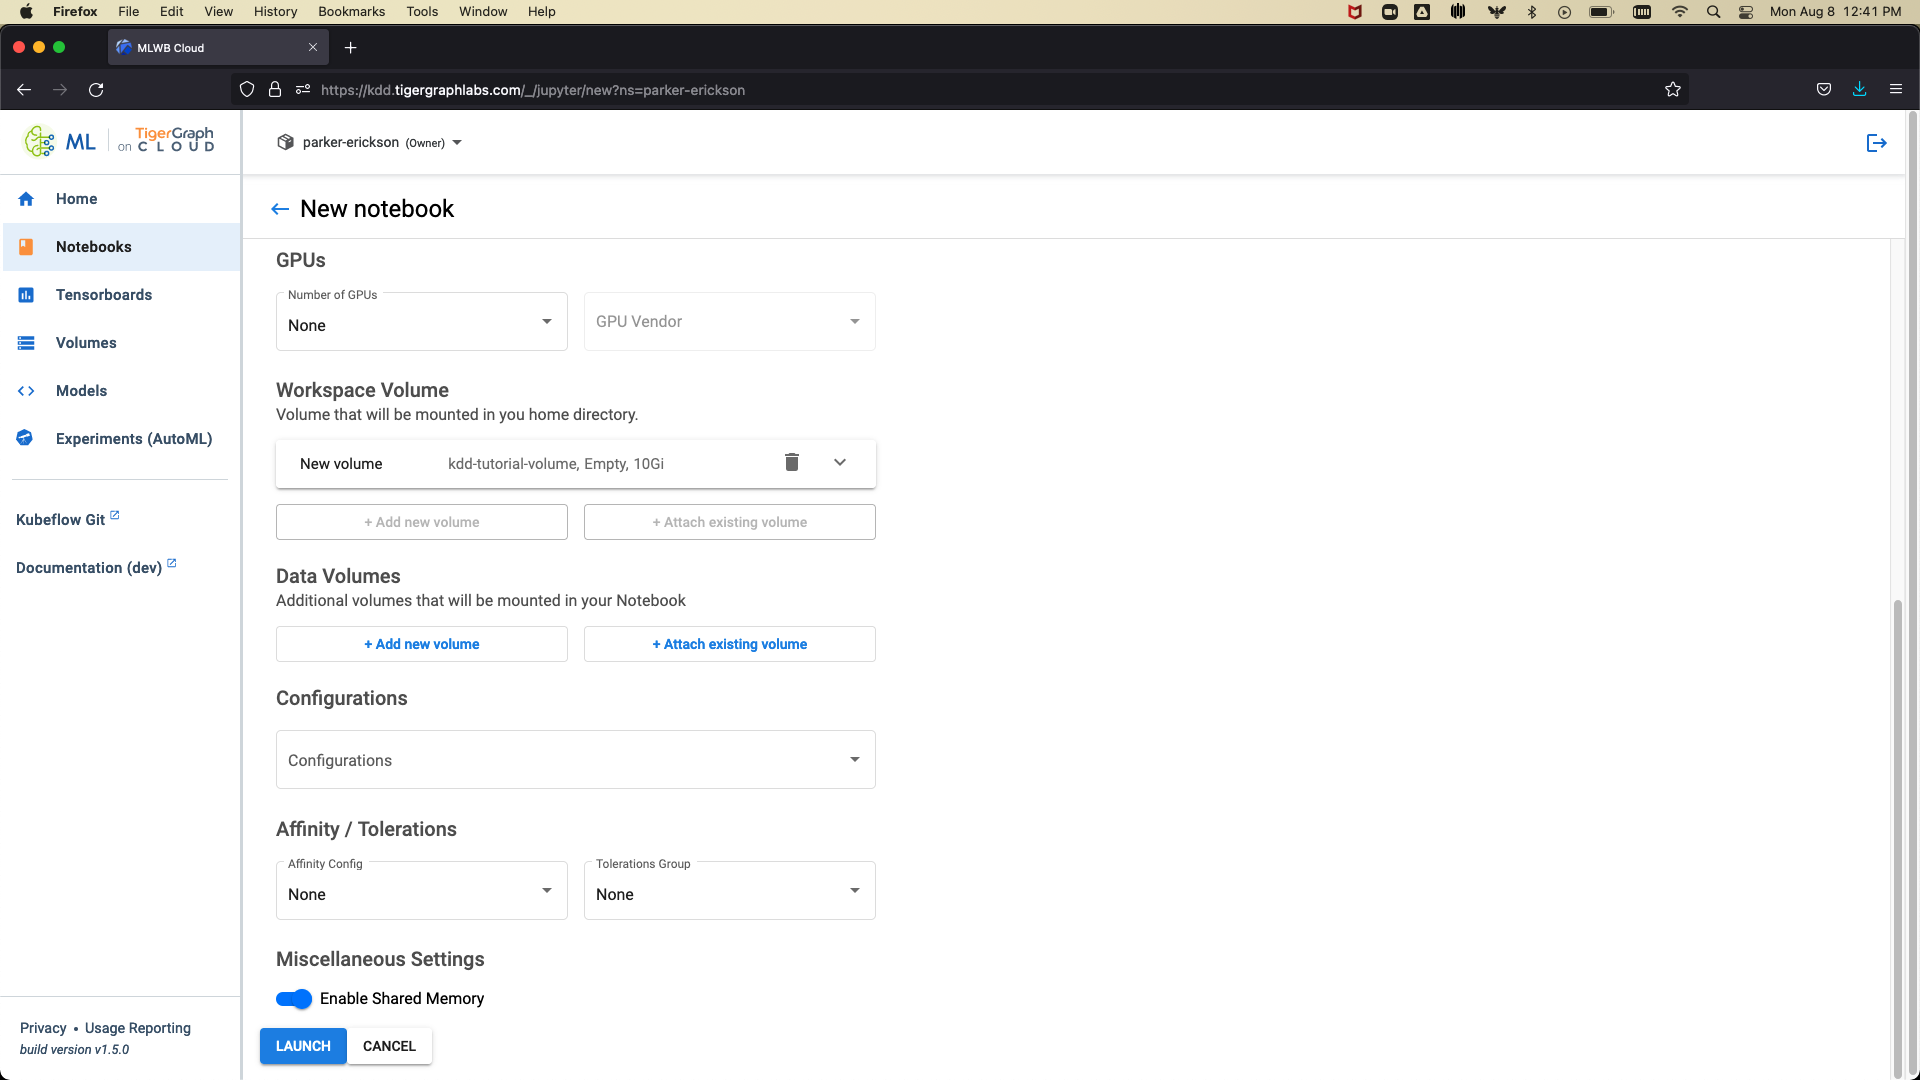 Firefox File Edit View History Bookmarks Tools Window Help Mon Aug 8 12:41 PM
MLWB Cloud
https://kdd.tigergraphlabs.com/_/jupyter/new?ns=parker-erickson
ML on TigerGraph CLOUD
parker-erickson (Owner)
Home
Notebooks
Tensorboards
Volumes
Models
Experiments (AutoML)
Kubeflow Git
Documentation (dev)
Privacy • Usage Reporting
build version v1.5.0
New notebook
GPUs
Number of GPUs
None GPU Vendor
Workspace Volume
Volume that will be mounted in you home directory.
New volume kdd-tutorial-volume, Empty, 10Gi
+ Add new volume + Attach existing volume
Data Volumes
Additional volumes that will be mounted in your Notebook
+ Add new volume + Attach existing volume
Configurations
Configurations
Affinity / Tolerations
Affinity Config Tolerations Group
None None
Miscellaneous Settings
Enable Shared Memory
LAUNCH CANCEL